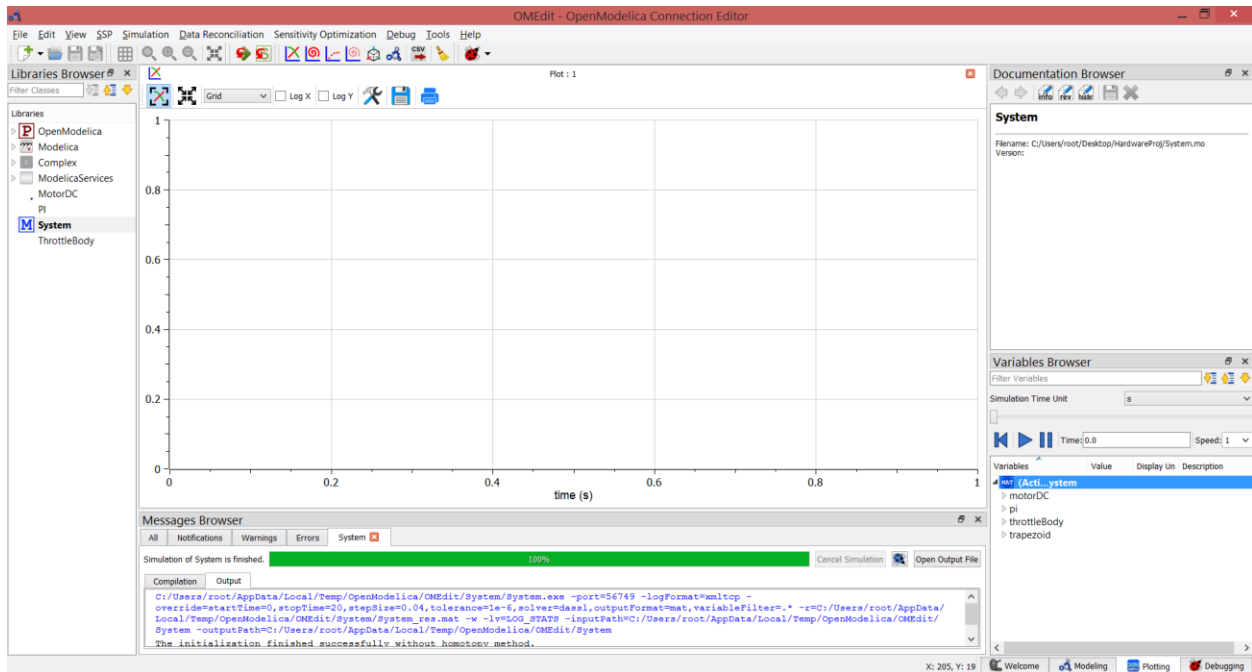 OMEdit - OpenModelica Connection Editor
File Edit View SSP Simulation Data Reconciliation Sensitivity Optimization Debug Tools Help
CSV
Libraries Browser
Filter Classes
Libraries
P OpenModelica
Modelica
Complex
ModelicaServices
MotorDC
PI
M System
ThrottleBody
Plot : 1
Grid Log X Log Y
1
0.8
0.6
0.4
0.2
0
0 0.2 0.4 0.6 0.8 1
time (s)
Messages Browser
All Notifications Warnings Errors System
Simulation of System is finished. 100% Cancel Simulation Open Output File
Compilation Output
C:/Users/root/AppData/Local/Temp/OpenModelica/OMEdit/System/System.exe -port=56749 -logFormat=xmltcp -
override=startTime=0,stopTime=20,stepSize=0.04,tolerance=1e-6,solver=dassl,outputFormat=mat,variableFilter=.* -r=C:/Users/root/AppData/
Local/Temp/OpenModelica/OMEdit/System/System_res.mat -w -lv=LOG_STATS -inputPath=C:/Users/root/AppData/Local/Temp/OpenModelica/OMEdit/
System -outputPath=C:/Users/root/AppData/Local/Temp/OpenModelica/OMEdit/System
The initialization finished successfully without homotopy method.
Documentation Browser
info rev head
System
Filename: C:/Users/root/Desktop/HardwareProj/System.mo
Version:
Variables Browser
Filter Variables
Simulation Time Unit s
Time: 0.0 Speed: 1
Variables Value Display Un Description
MAT (Acti...ystem
motorDC
pi
throttleBody
trapezoid
X: 205, Y: 19 Welcome Modeling Plotting Debugging